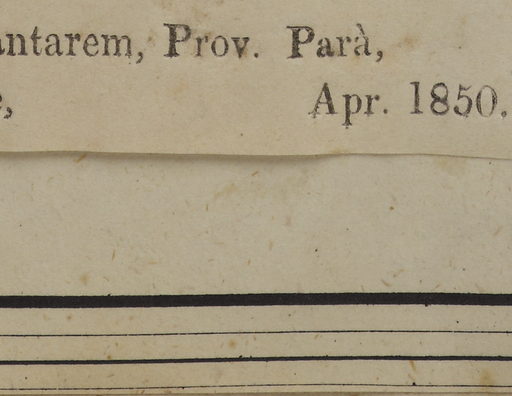 antarem, Prov. Parà,
e, Apr. 1850.